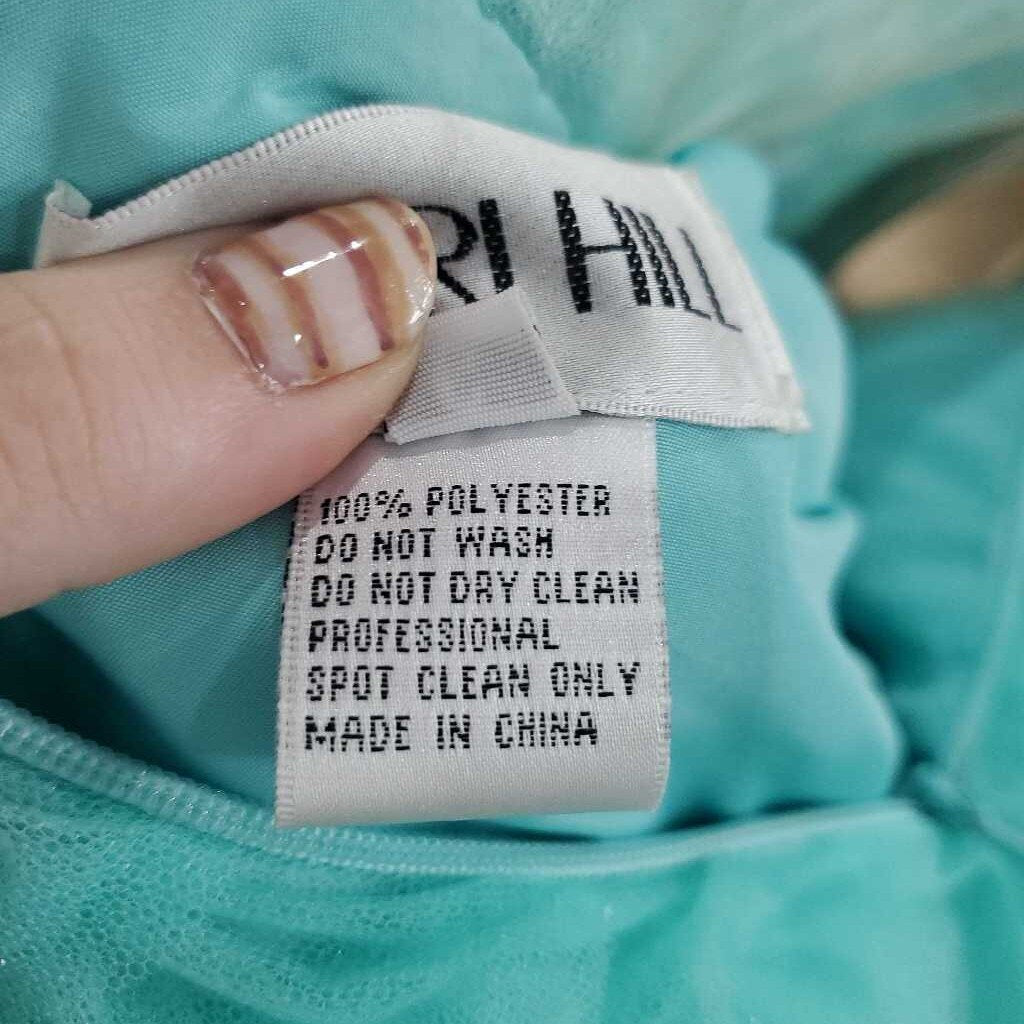 RI HILL
100% POLYESTER
DO NOT WASH
DO NOT DRY CLEAN
PROFESSIONAL
SPOT CLEAN ONLY
MADE IN CHINA